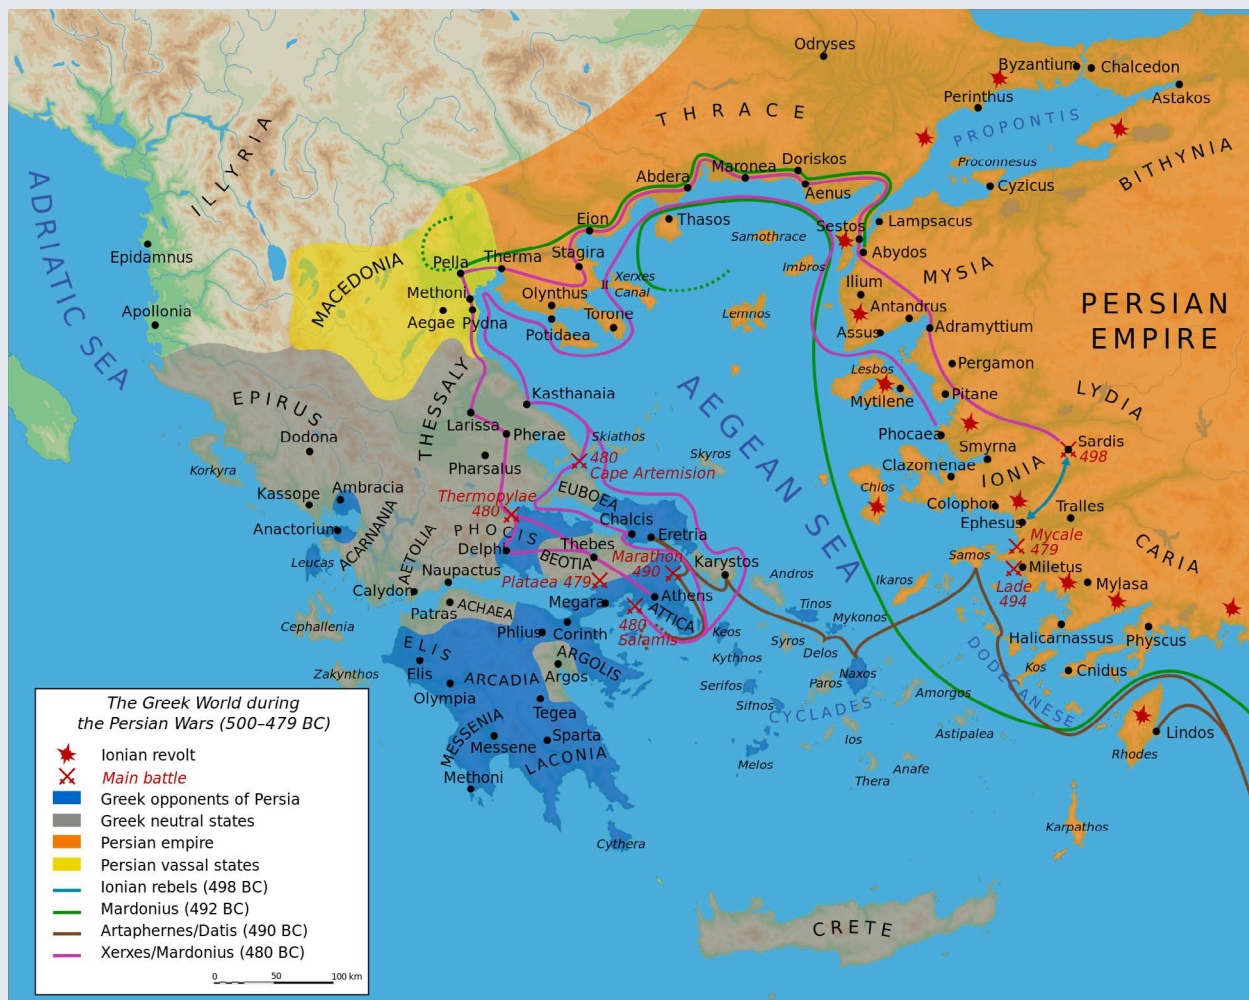 Odryses
Byzantium
Chalcedon
Perinthus
Astakos
THRACE
PROPONTIS
ILLYRIA
Proconnesus
BITHYNIA
Maronea
Doriskos
Abdera
Aenus
Cyzicus
ADRIATIC SEA
Eion
Thasos
Samothrace
Sestos
Lampsacus
Epidamnus
Pella
Therma
Stagira
Xerxes
Canal
Imbros
Abydos
MYSIA
MACEDONIA
Methoni
Olynthus
Ilium
PERSIAN
EMPIRE
Apollonia
Aegae
Pydna
Torone
Lemnos
Antandrus
Potidaea
Assus
Adramyttium
THESSALY
AEGEAN SEA
Lesbos
Pergamon
EPIRUS
Kasthanaia
Mytilene
Pitane
LYDIA
Larissa
Pherae
Skiathos
Phocaea
Smyrna
Sardis
498
Dodona
480
Cape Artemision
Skyros
Clazomenae
IONIA
Korkyra
Pharsalus
Kassope
Ambracia
Thermopylae
480
EUBOEA
Chios
Colophon
Tralles
Anactorium
ACARNANIA
AETOLIA
PHOCIS
Chalcis
Eretria
Ephesus
Mycale
479
CARIA
Leucas
Delphi
Thebes
BEOTIA
Marathon
490
Karystos
Samos
Miletus
Naupactus
Plataea 479
Andros
Ikaros
Lade
494
Mylasa
Calydon
Patras
ACHAEA
Megara
Athens
ATTICA
Tinos
Mykonos
Cephallenia
Phlius
Corinth
480
Salamis
Keos
Syros
Delos
Halicarnassus
Physcus
ELIS
Elis
ARGOLIS
Argos
Kythnos
Paros
Naxos
DODECANESE
Kos
Cnidus
Zakynthos
ARCADIA
Olympia
Serifos
Sifnos
CYCLADES
Amorgos
Tegea
MESSENIA
Messene
Sparta
LACONIA
Ios
Astipalea
Lindos
Rhodes
Methoni
Melos
Thera
Anafe
Cythera
Karpathos
CRETE
The Greek World during
the Persian Wars (500–479 BC)
Ionian revolt
Main battle
Greek opponents of Persia
Greek neutral states
Persian empire
Persian vassal states
Ionian rebels (498 BC)
Mardonius (492 BC)
Artaphernes/Datis (490 BC)
Xerxes/Mardonius (480 BC)
0 50 100 km